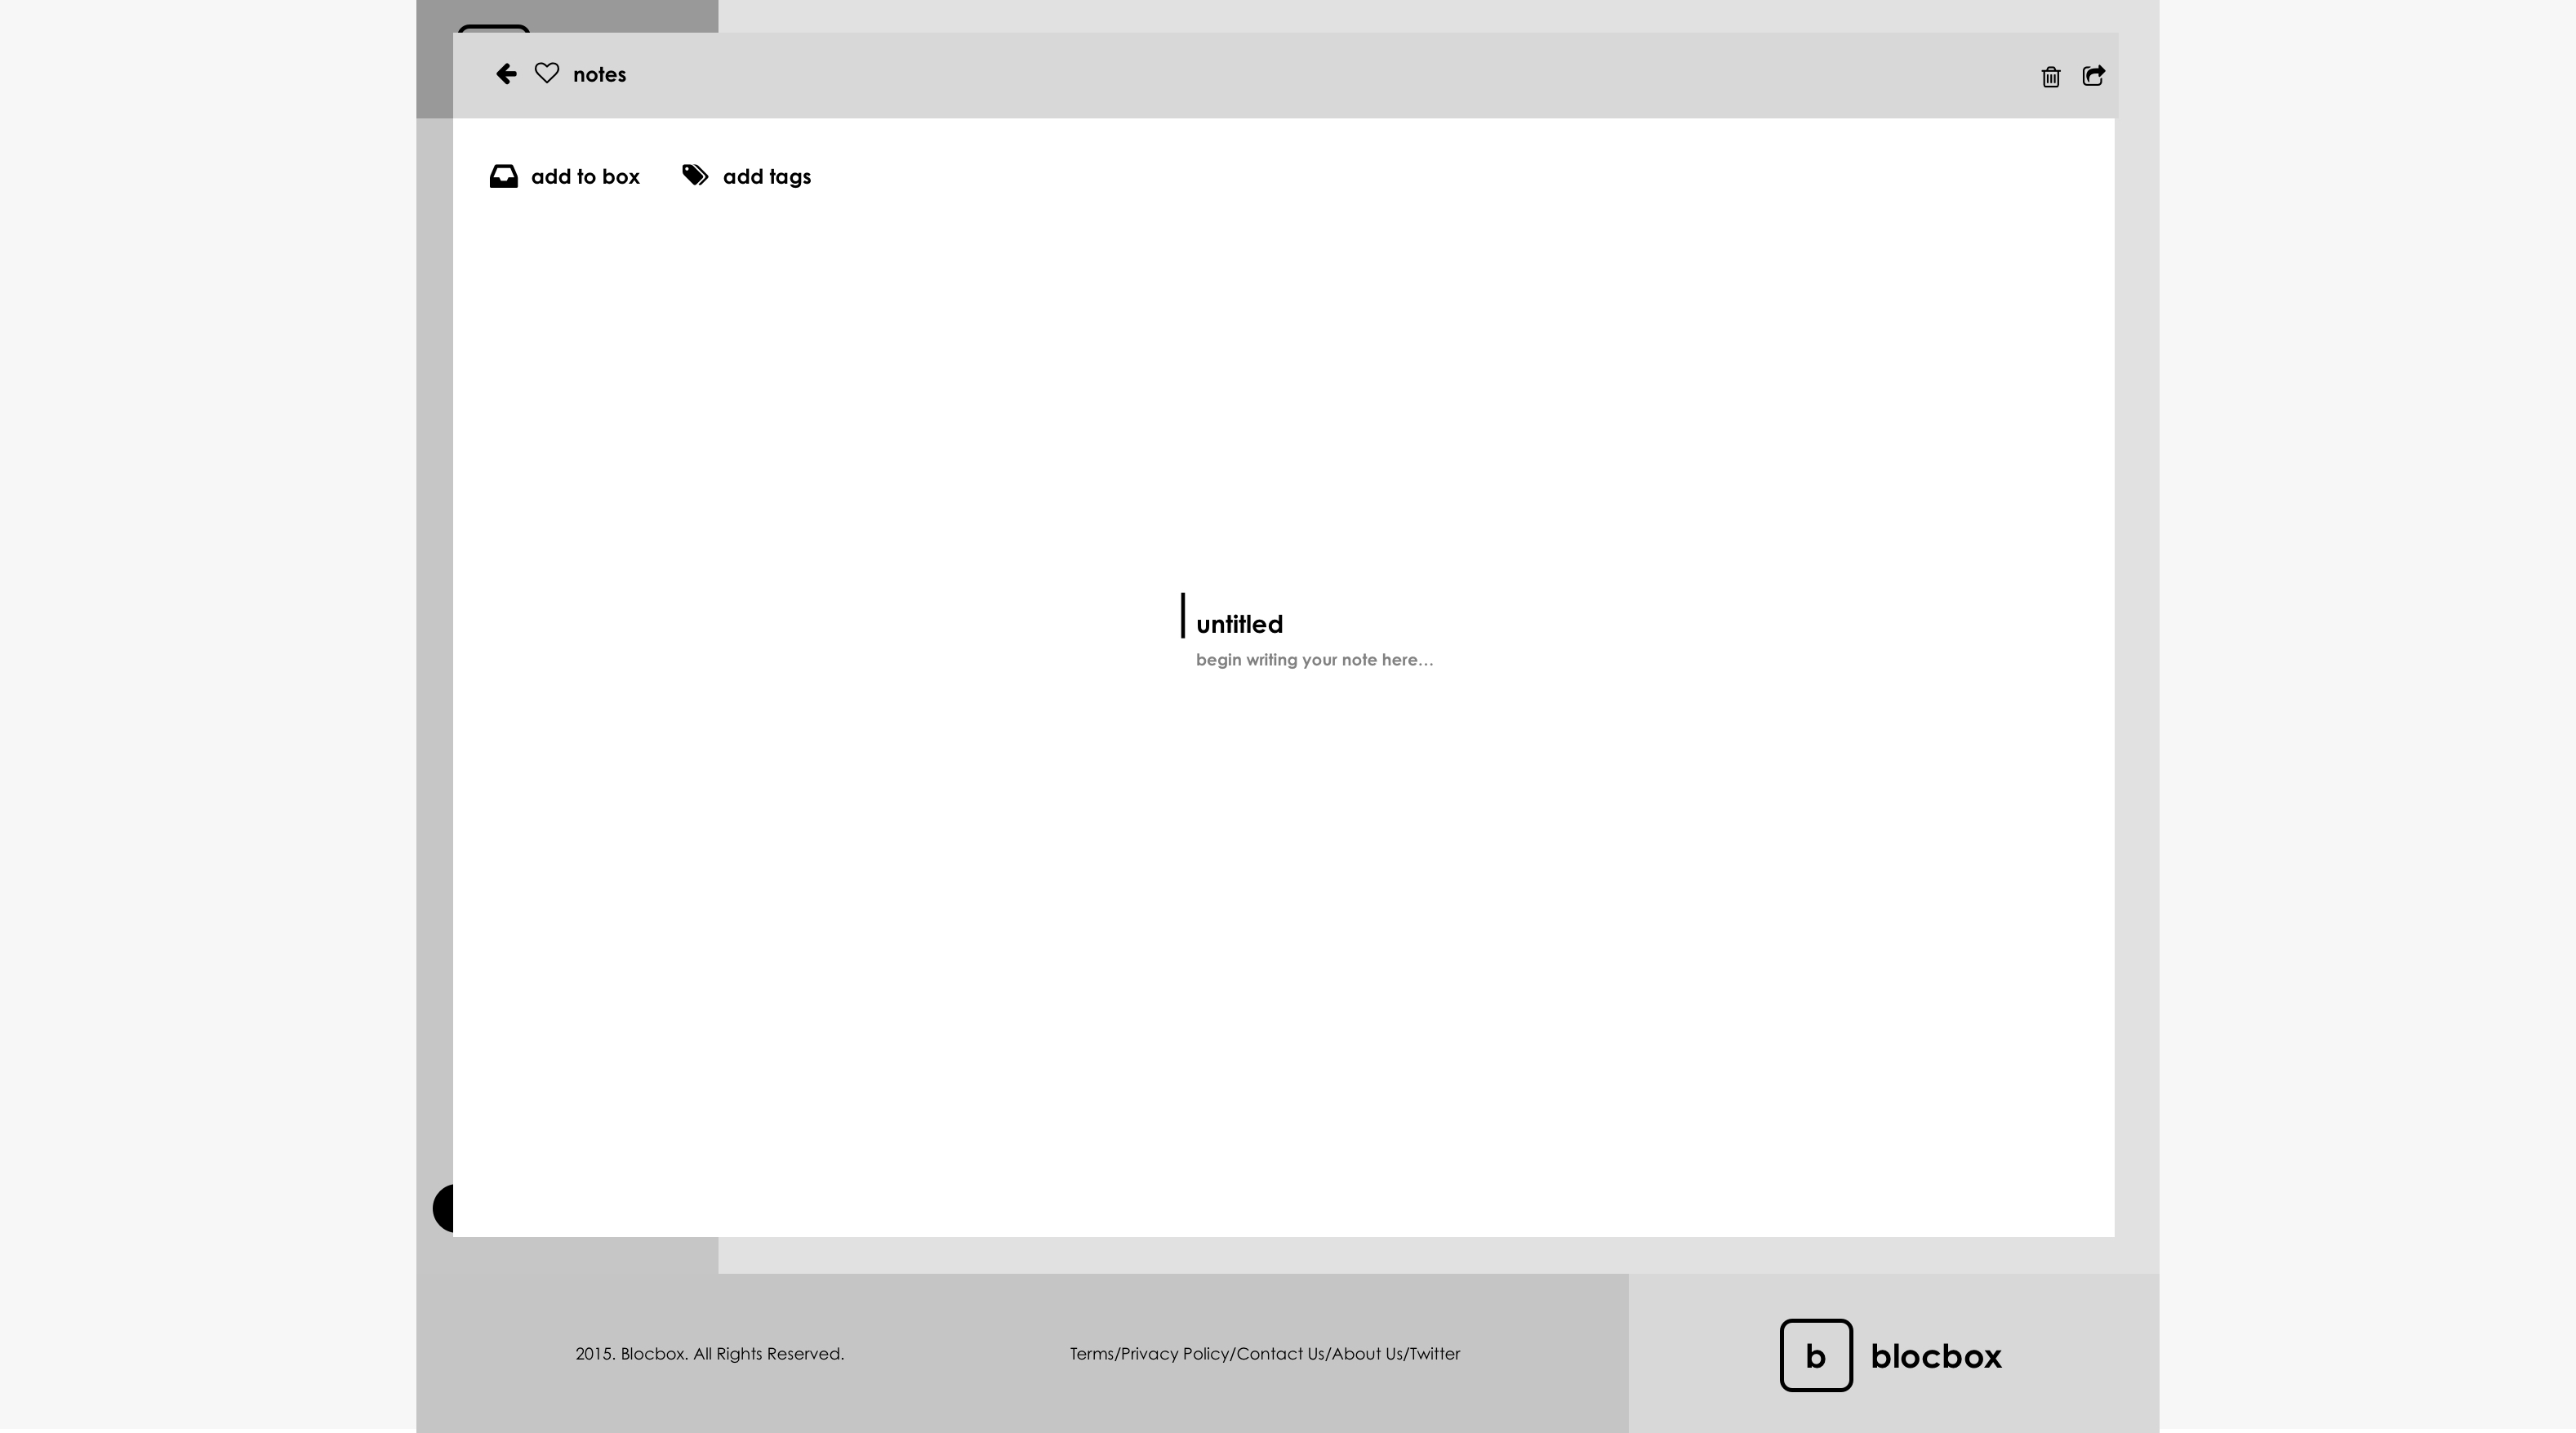 notes
add to box add tags
untitled
begin writing your note here...
2015. Blocbox. All Rights Reserved. Terms/Privacy Policy/Contact Us/About Us/Twitter b blocbox